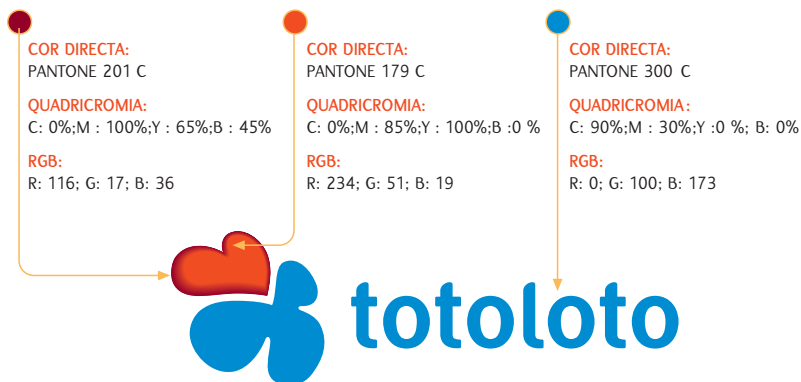 COR DIRECTA:
PANTONE 201 C
QUADRICROMIA:
C: 0%;M : 100%;Y : 65%;B : 45%
RGB:
R: 116; G: 17; B: 36
COR DIRECTA:
PANTONE 179 C
QUADRICROMIA:
C: 0%;M : 85%;Y : 100%;B :0 %
RGB:
R: 234; G: 51; B: 19
COR DIRECTA:
PANTONE 300 C
QUADRICROMIA:
C: 90%;M : 30%;Y :0 %; B: 0%
RGB:
R: 0; G: 100; B: 173
totoloto